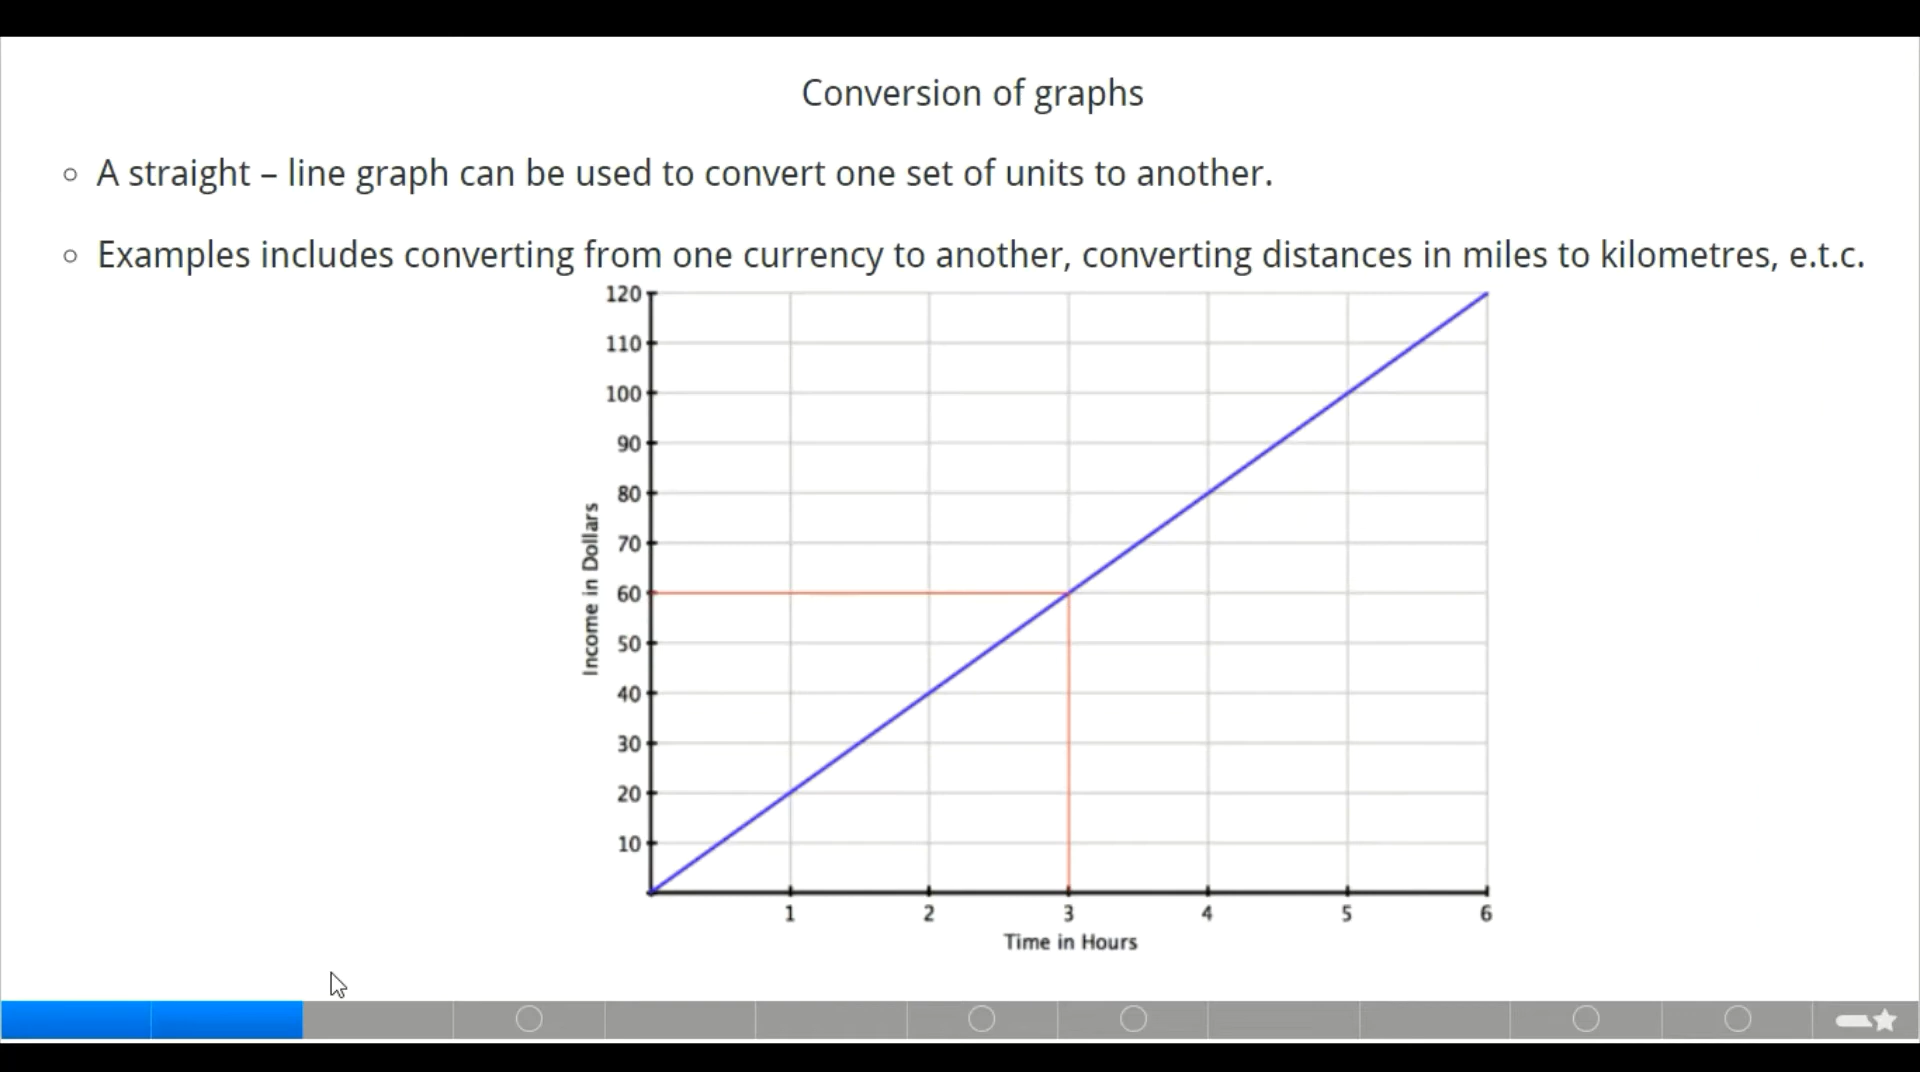 Conversion of graphs
A straight – line graph can be used to convert one set of units to another.
Examples includes converting from one currency to another, converting distances in miles to kilometres, e.t.c.
120
110
100
90
80
70
60
50
40
30
20
10
Income in Dollars
1 2 3 4 5 6
Time in Hours